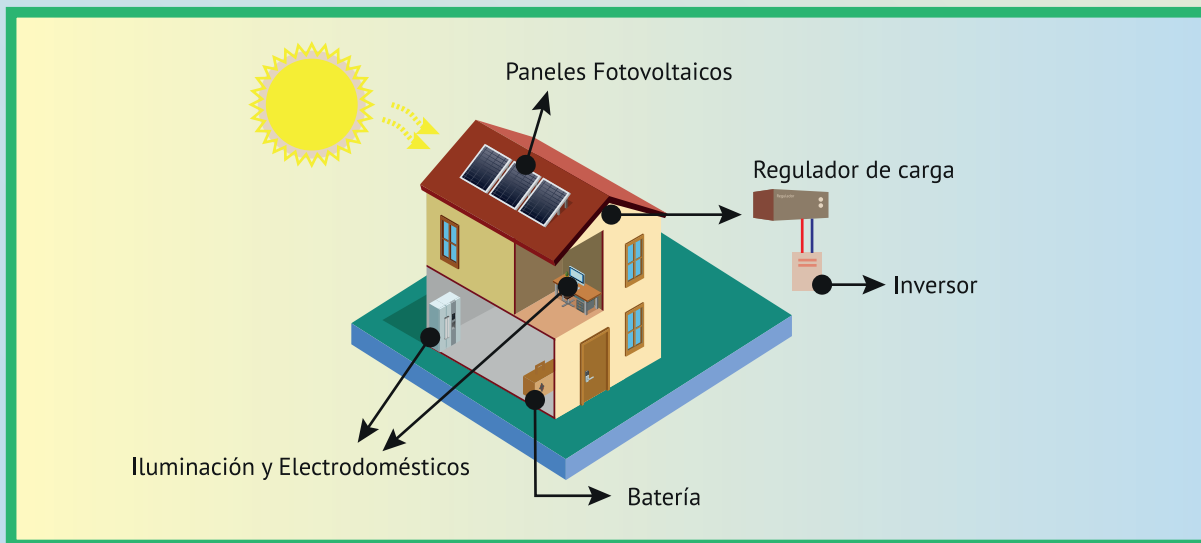 Paneles Fotovoltaicos
Regulador de carga
Inversor
Iluminación y Electrodomésticos
Batería